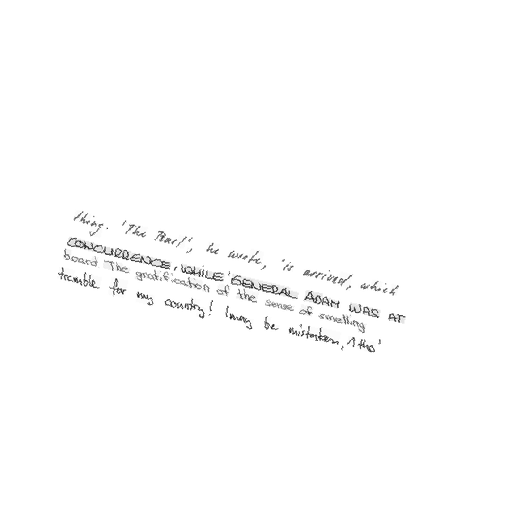 thing. 'The Pearl', he wrote, 'is arrived, which
CONCURRENCE, WHILE GENERAL ADAM WAS AT
board The gratification of the sense of smelling
tremble for my country! I may be mistaken, 'tho'